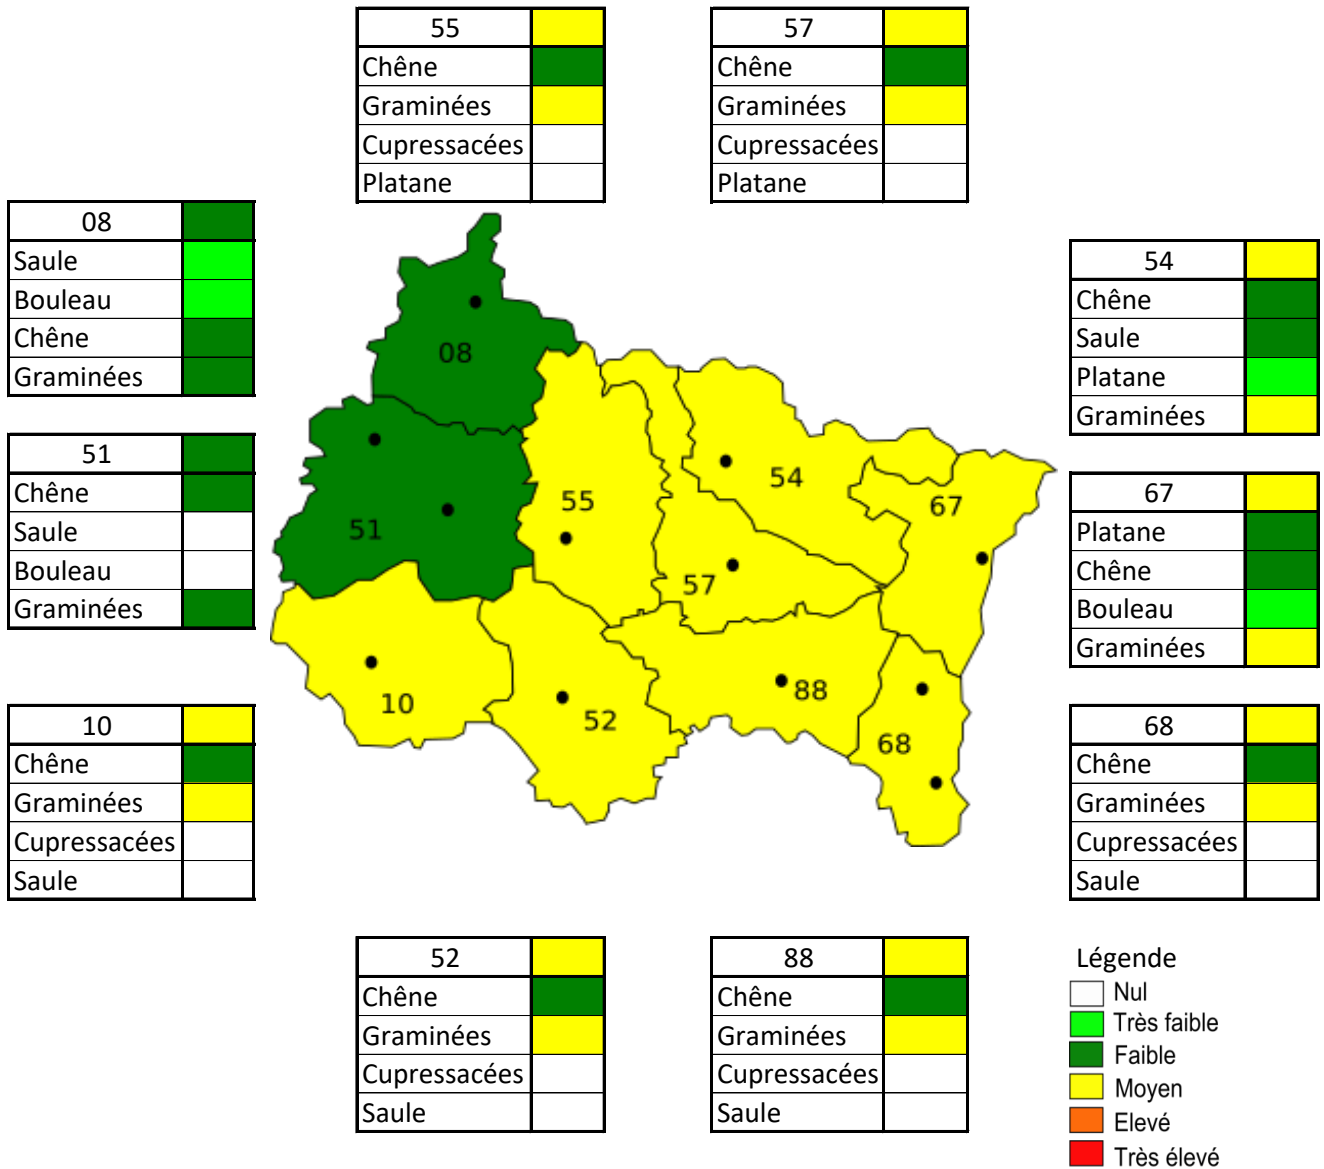 55
Chêne
Graminées
Cupressacées
Platane
57
Chêne
Graminées
Cupressacées
Platane
08
Saule
Bouleau
Chêne
Graminées
51
Chêne
Saule
Bouleau
Graminées
10
Chêne
Graminées
Cupressacées
Saule
08
51
55
54
67
57
10
52
88
68
54
Chêne
Saule
Platane
Graminées
67
Platane
Chêne
Bouleau
Graminées
68
Chêne
Graminées
Cupressacées
Saule
52
Chêne
Graminées
Cupressacées
Saule
88
Chêne
Graminées
Cupressacées
Saule
Légende
Nul
Très faible
Faible
Moyen
Elevé
Très élevé